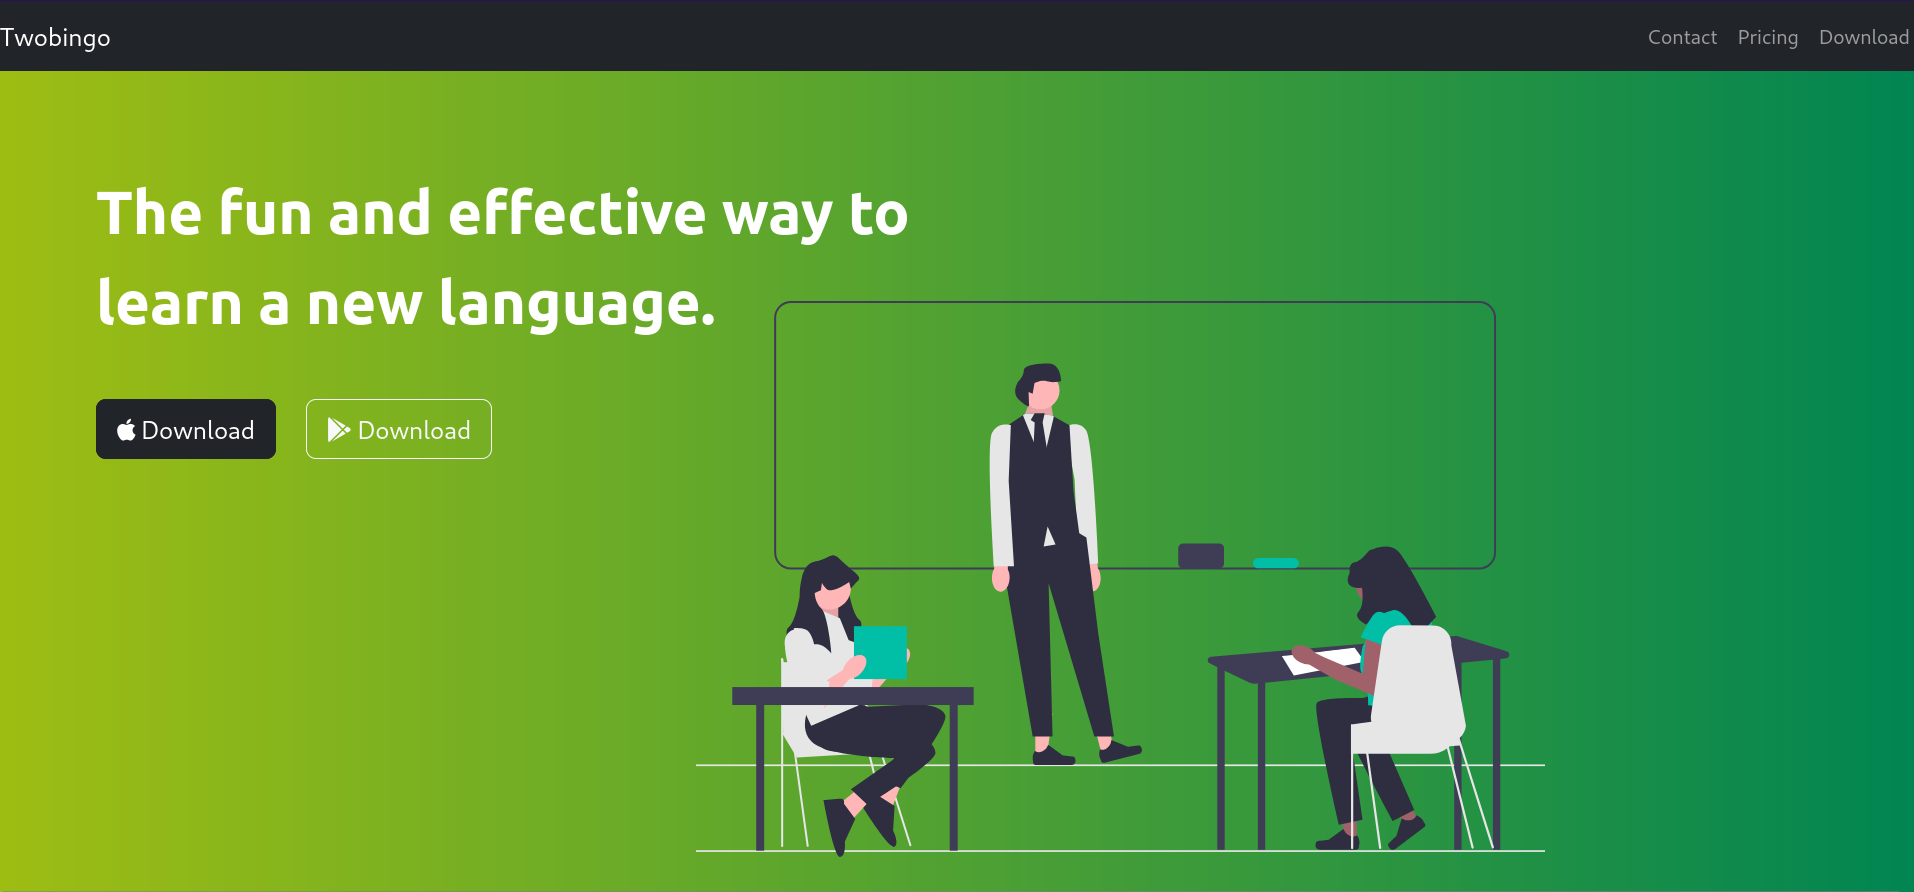 Twobingo
Contact Pricing Download
The fun and effective way to
learn a new language.
Download Download